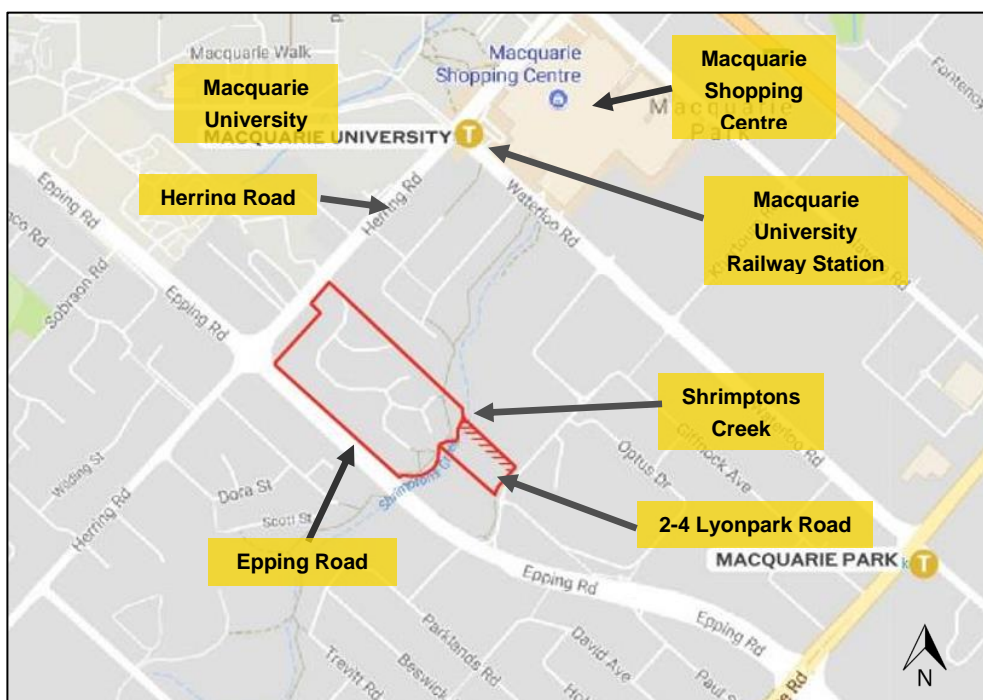 Macquarie Walk
Macquarie
University
Macquarie
Shopping Centre
Macquarie
Shopping
Centre
Park
MACQUARIE UNIVERSITY
T
Fontenoy
Herring Road
Herring Rd
Epping Rd
Waterloo Rd
Macquarie
University
Railway Station
Sobraon Rd
Epping Rd
Shrimptons
Creek
Waterloo Rd
Giffnock Ave
Optus Dr
Wilding St
Dora St
Scott St
Shrimptons
2-4 Lyonpark Road
Herring Rd
Epping Road
MACQUARIE PARK
T
Epping Rd
Epping Rd
Parklands Rd
David Ave
Trevitt Rd
N